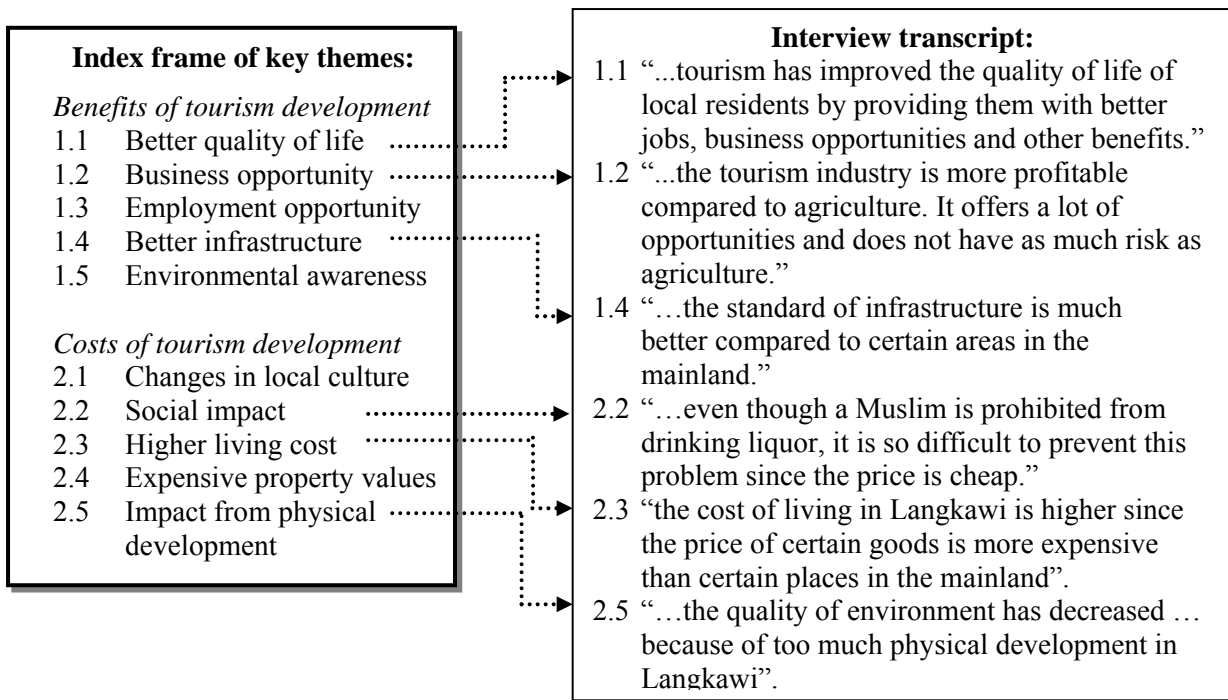 Index frame of key themes:
Benefits of tourism development
1.1 Better quality of life
1.2 Business opportunity
1.3 Employment opportunity
1.4 Better infrastructure
1.5 Environmental awareness
Costs of tourism development
2.1 Changes in local culture
2.2 Social impact
2.3 Higher living cost
2.4 Expensive property values
2.5 Impact from physical
development
Interview transcript:
1.1 “...tourism has improved the quality of life of
local residents by providing them with better
jobs, business opportunities and other benefits.”
1.2 “...the tourism industry is more profitable
compared to agriculture. It offers a lot of
opportunities and does not have as much risk as
agriculture.”
1.4 “…the standard of infrastructure is much
better compared to certain areas in the
mainland.”
2.2 “…even though a Muslim is prohibited from
drinking liquor, it is so difficult to prevent this
problem since the price is cheap.”
2.3 “the cost of living in Langkawi is higher since
the price of certain goods is more expensive
than certain places in the mainland”.
2.5 “…the quality of environment has decreased …
because of too much physical development in
Langkawi”.